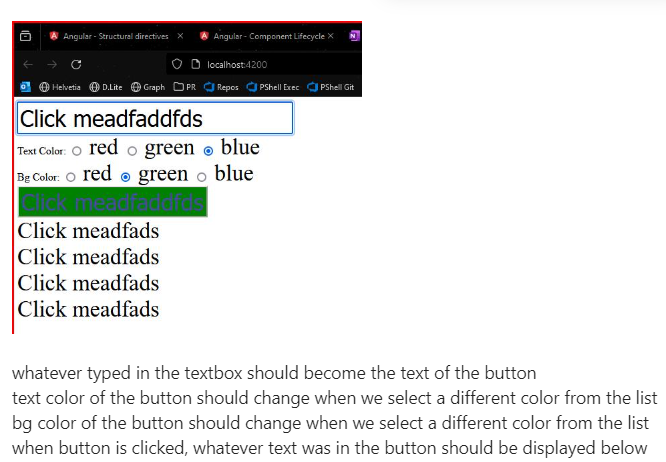 Angular - Structural directives
Angular - Component Lifecycle
localhost:4200
Helvetia D.Lite Graph PR Repos PShell Exec PShell Git
Click meadfaddfds
Text Color: red green blue
Bg Color: red green blue
Click meadfaddfds
Click meadfads
Click meadfads
Click meadfads
Click meadfads
whatever typed in the textbox should become the text of the button
text color of the button should change when we select a different color from the list
bg color of the button should change when we select a different color from the list
when button is clicked, whatever text was in the button should be displayed below